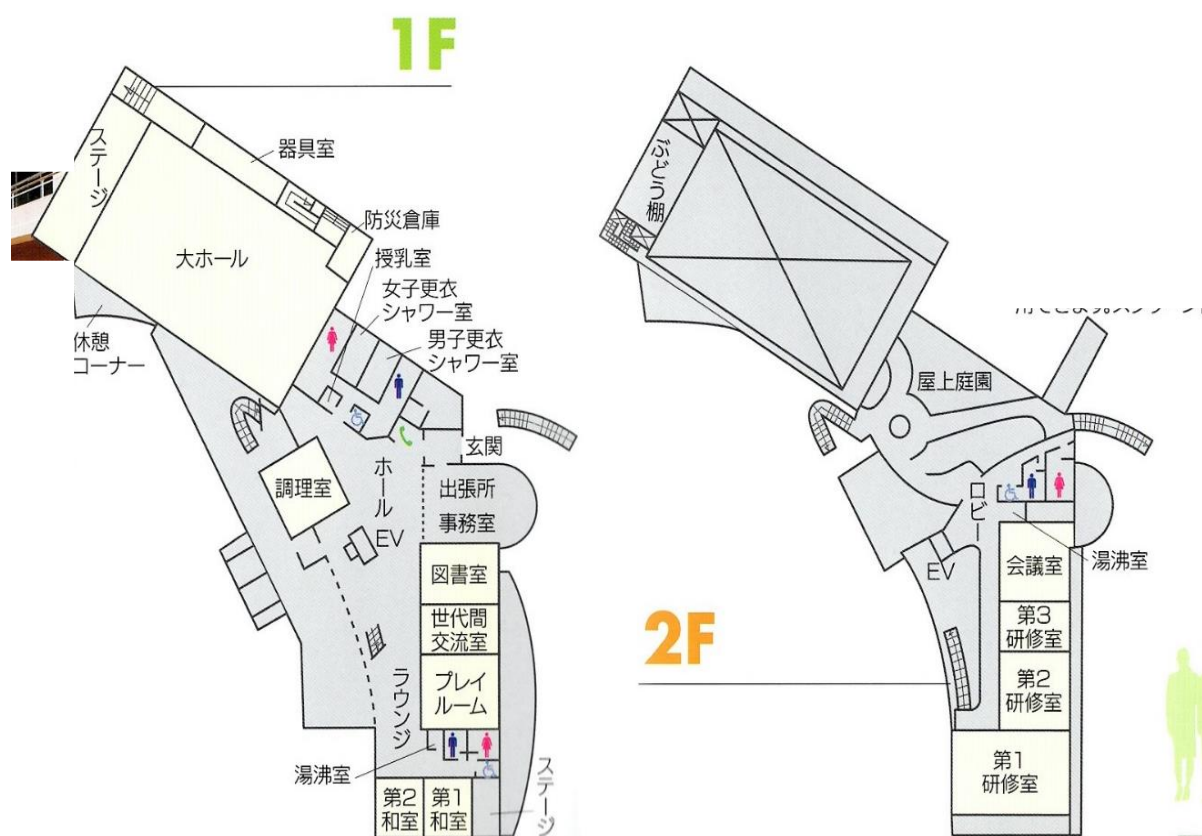 1F
ステージ
器具室
防災倉庫
大ホール
授乳室
女子更衣
シャワー室
男子更衣
シャワー室
休憩
コーナー
玄関
調理室
ホール
EV
出張所
事務室
図書室
世代間
交流室
プレイ
ルーム
ラウンジ
湯沸室
第2
和室
第1
和室
ステージ
ぶどう棚
屋上庭園
ロビー
湯沸室
EV
会議室
第3
研修室
2F
第2
研修室
第1
研修室